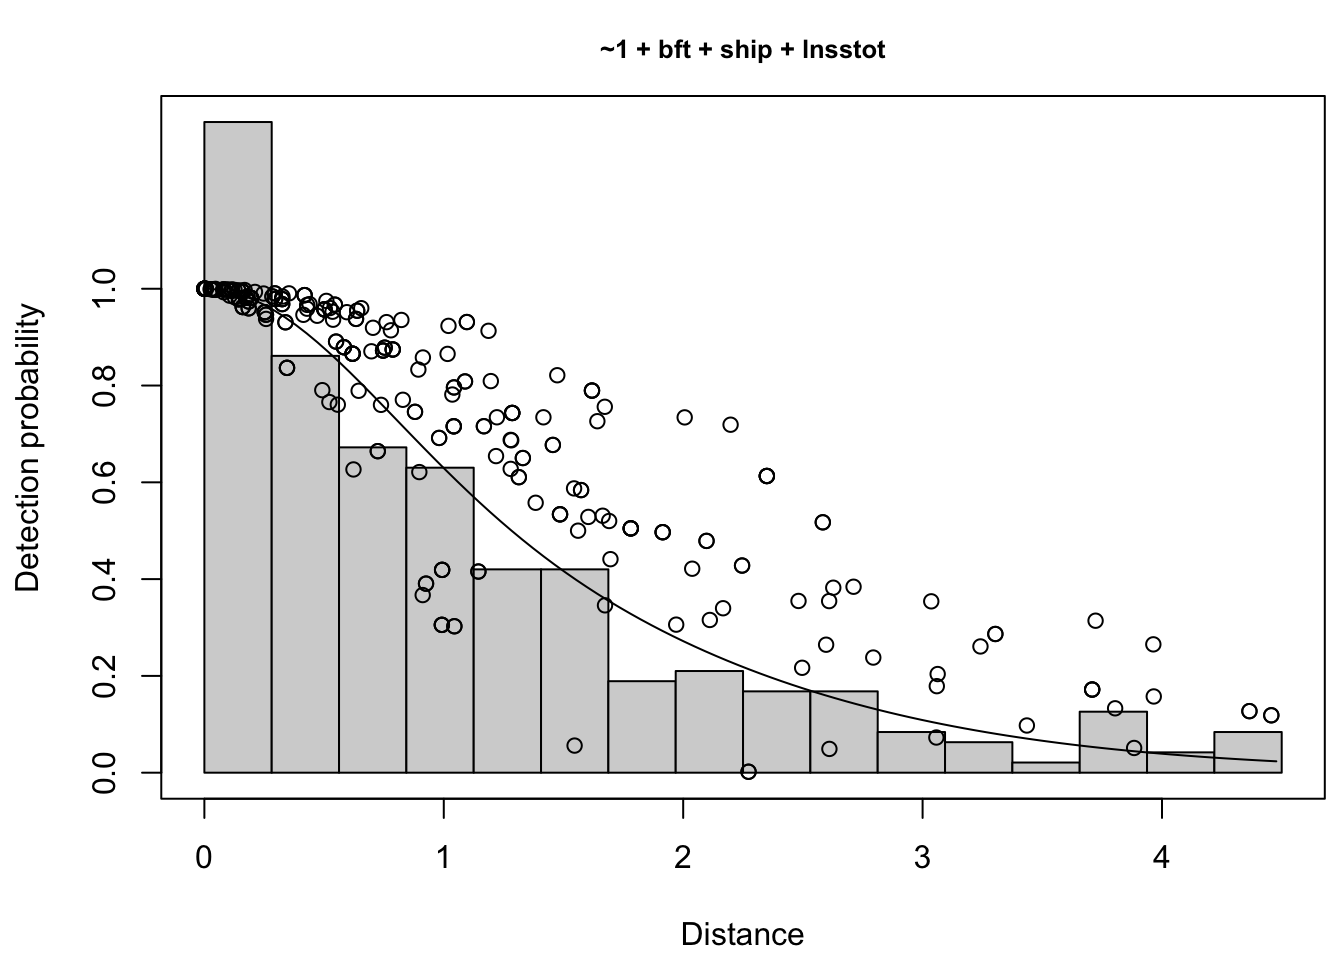 ~1 + bft + ship + lnsstot
Detection probability
1.0
0.8
0.6
0.4
0.2
0.0
0 1 2 3 4
Distance